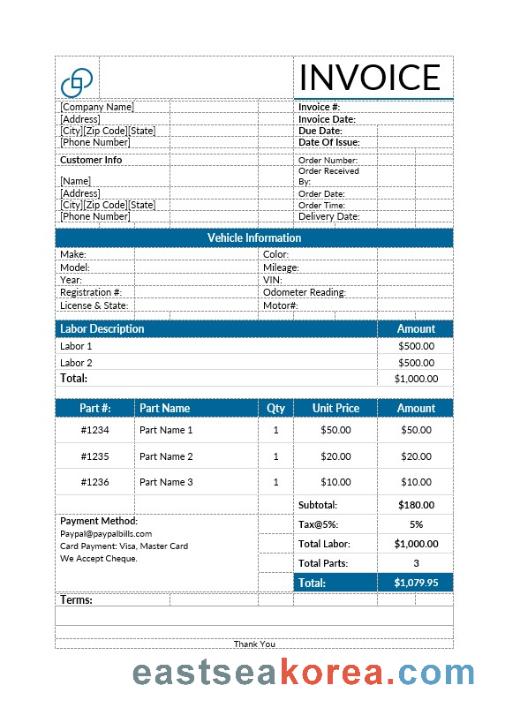 INVOICE
[Company Name] Invoice #:
[Address] Invoice Date:
[City][Zip Code][State] Due Date:
[Phone Number] Date Of Issue:
Customer Info Order Number:
Order Received
[Name] By:
[Address] Order Date:
[City][Zip Code][State] Order Time:
[Phone Number] Delivery Date:
Vehicle Information
Make: Color:
Model: Mileage:
Year: VIN:
Registration #: Odometer Reading:
License & State: Motor#:
Labor Description Amount
Labor 1 $500.00
Labor 2 $500.00
Total: $1,000.00
Part #: Part Name Qty Unit Price Amount
#1234 Part Name 1 1 $50.00 $50.00
#1235 Part Name 2 1 $20.00 $20.00
#1236 Part Name 3 1 $10.00 $10.00
Subtotal: $180.00
Payment Method: Tax@5%: 5%
Paypal@paypalbills.com
Card Payment: Visa, Master Card Total Labor: $1,000.00
We Accept Cheque. Total Parts: 3
Total: $1,079.95
Terms:
Thank You
eastseakorea.com